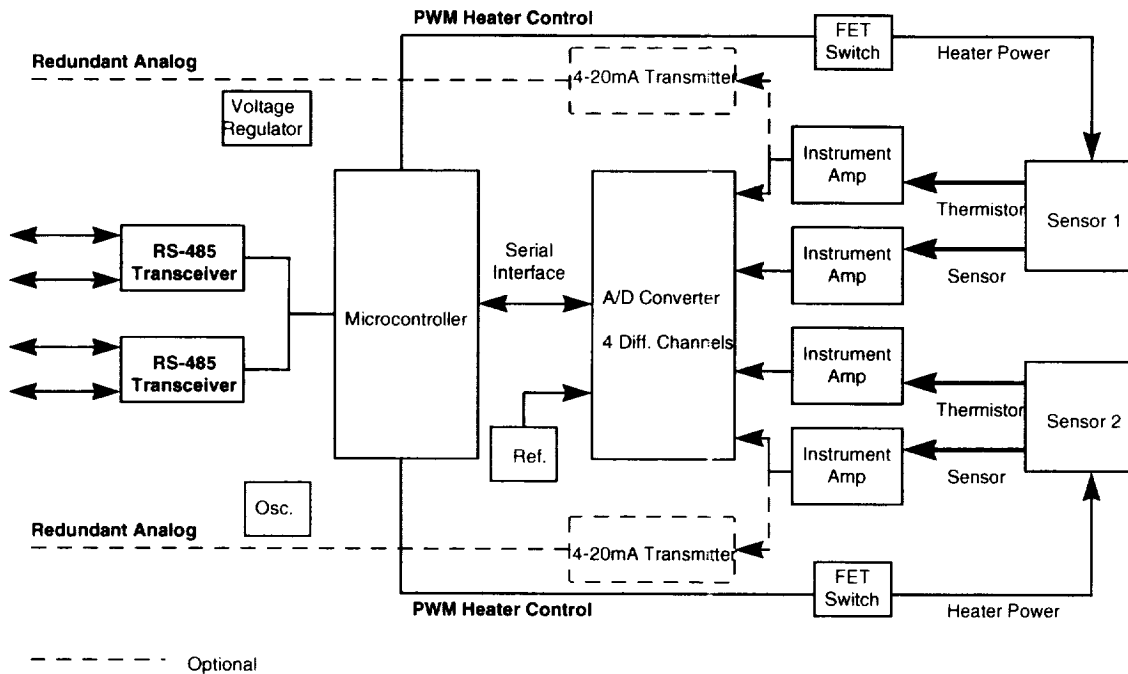 PWM Heater Control
FET
Switch
Heater Power
Redundant Analog
4-20mA Transmitter
Voltage
Regulator
Instrument
Amp
Thermistor
Sensor 1
RS-485
Transceiver
Serial
Interface
Instrument
Amp
Sensor
Microcontroller
A/D Converter
4 Diff. Channels
RS-485
Transceiver
Instrument
Amp
Thermistor
Sensor 2
Ref.
Instrument
Amp
Sensor
Osc.
Redundant Analog
4-20mA Transmitter
FET
Switch
PWM Heater Control
Heater Power
Optional